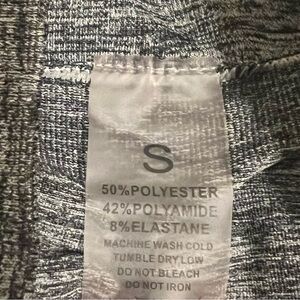 S
50%POLYESTER
42%POLYAMIDE
8%ELASTANE
MACHINE WASH COLD
TUMBLE DRY LOW
DO NOT BLEACH
DO NOT IRON